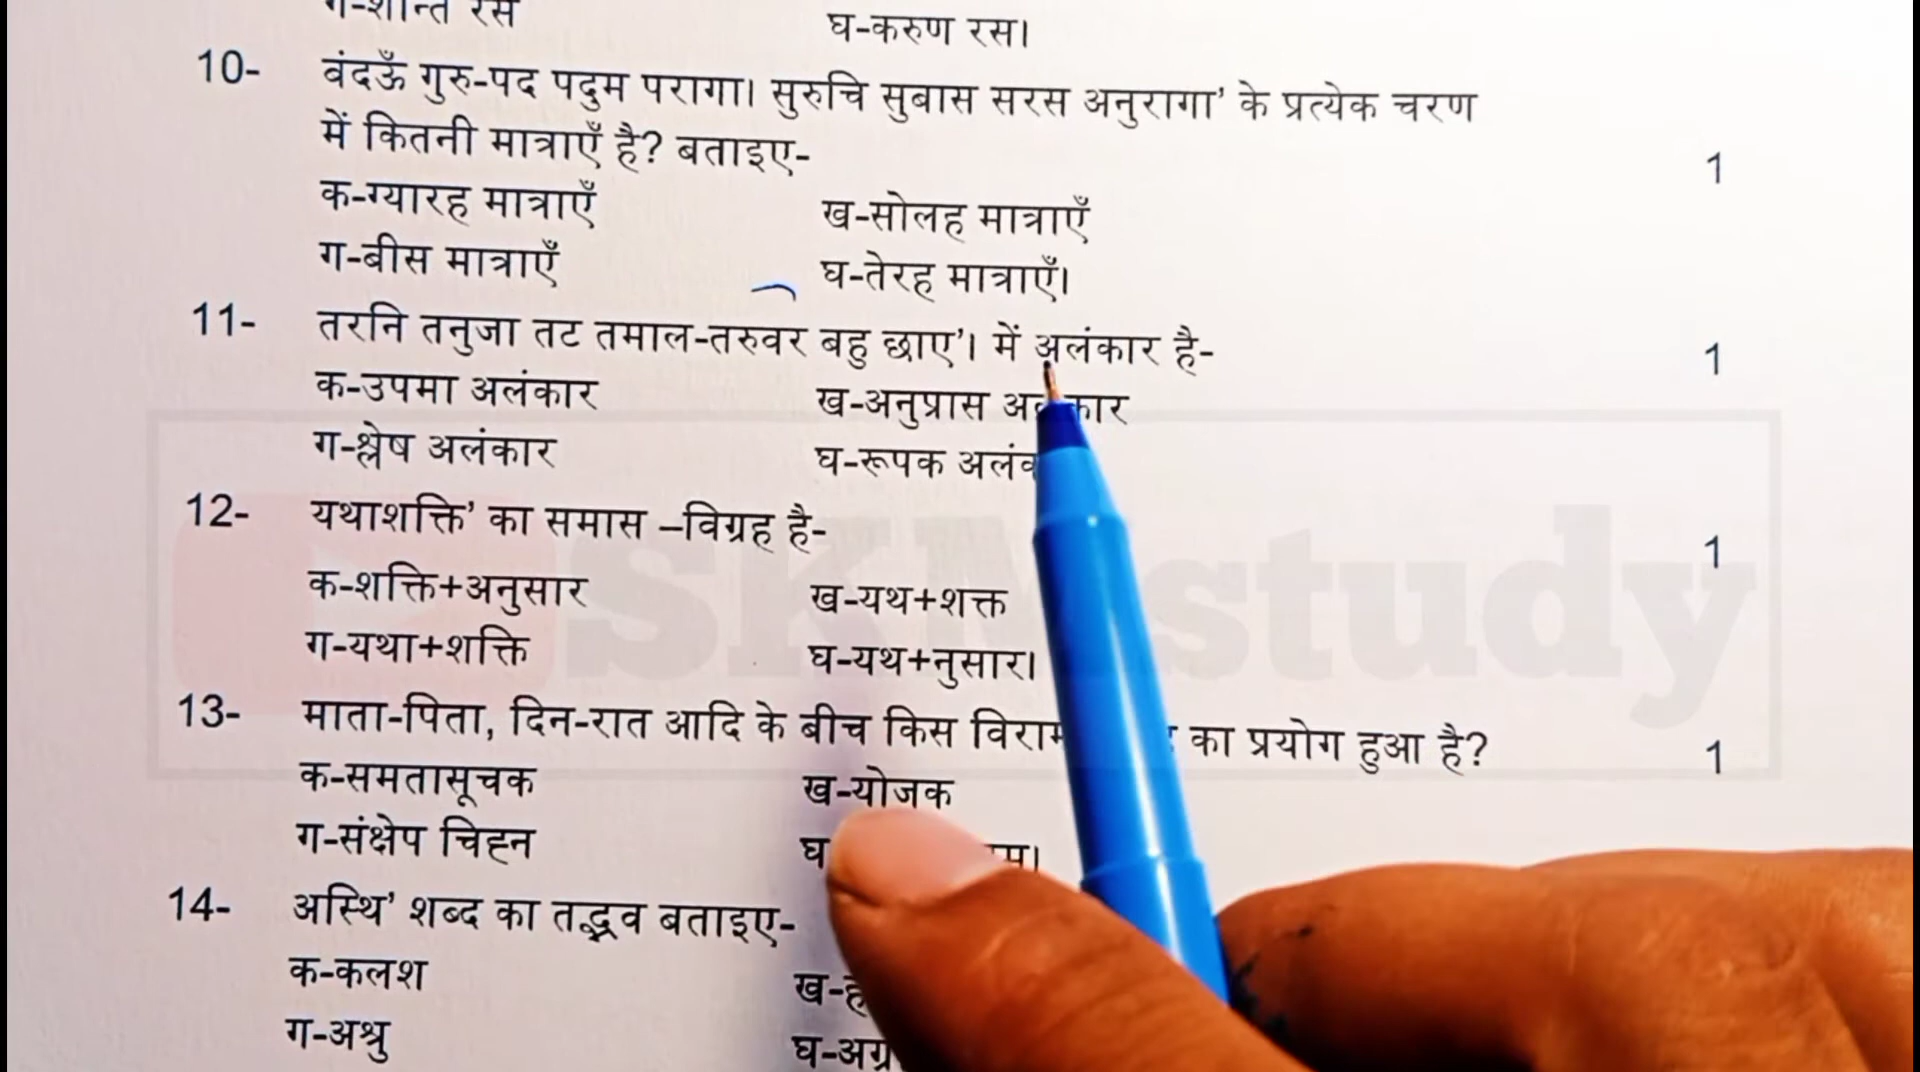 ग-शान्त रस
घ-करुण रस।
10- वंदऊँ गुरु-पद पदुम परागा। सुरुचि सुबास सरस अनुरागा' के प्रत्येक चरण
में कितनी मात्राएँ है? बताइए- 1
क-ग्यारह मात्राएँ ख-सोलह मात्राएँ
ग-बीस मात्राएँ घ-तेरह मात्राएँ।
11- तरनि तनुजा तट तमाल-तरुवर बहु छाए'। में अलंकार है- 1
क-उपमा अलंकार ख-अनुप्रास अलंकार
ग-श्लेष अलंकार घ-रूपक
12- यथाशक्ति' का समास –विग्रह है- 1
क-शक्ति+अनुसार ख-यथ+शक्त
ग-यथा+शक्ति घ-यथ+नुसार।
SKM study
13- माता-पिता, दिन-रात आदि के बीच किस विराम का प्रयोग हुआ है? 1
क-समतासूचक ख-योजक
ग-संक्षेप चिह्न घ
14- अस्थि' शब्द का तद्भव बताइए-
क-कलश ख-
ग-अश्रु घ-